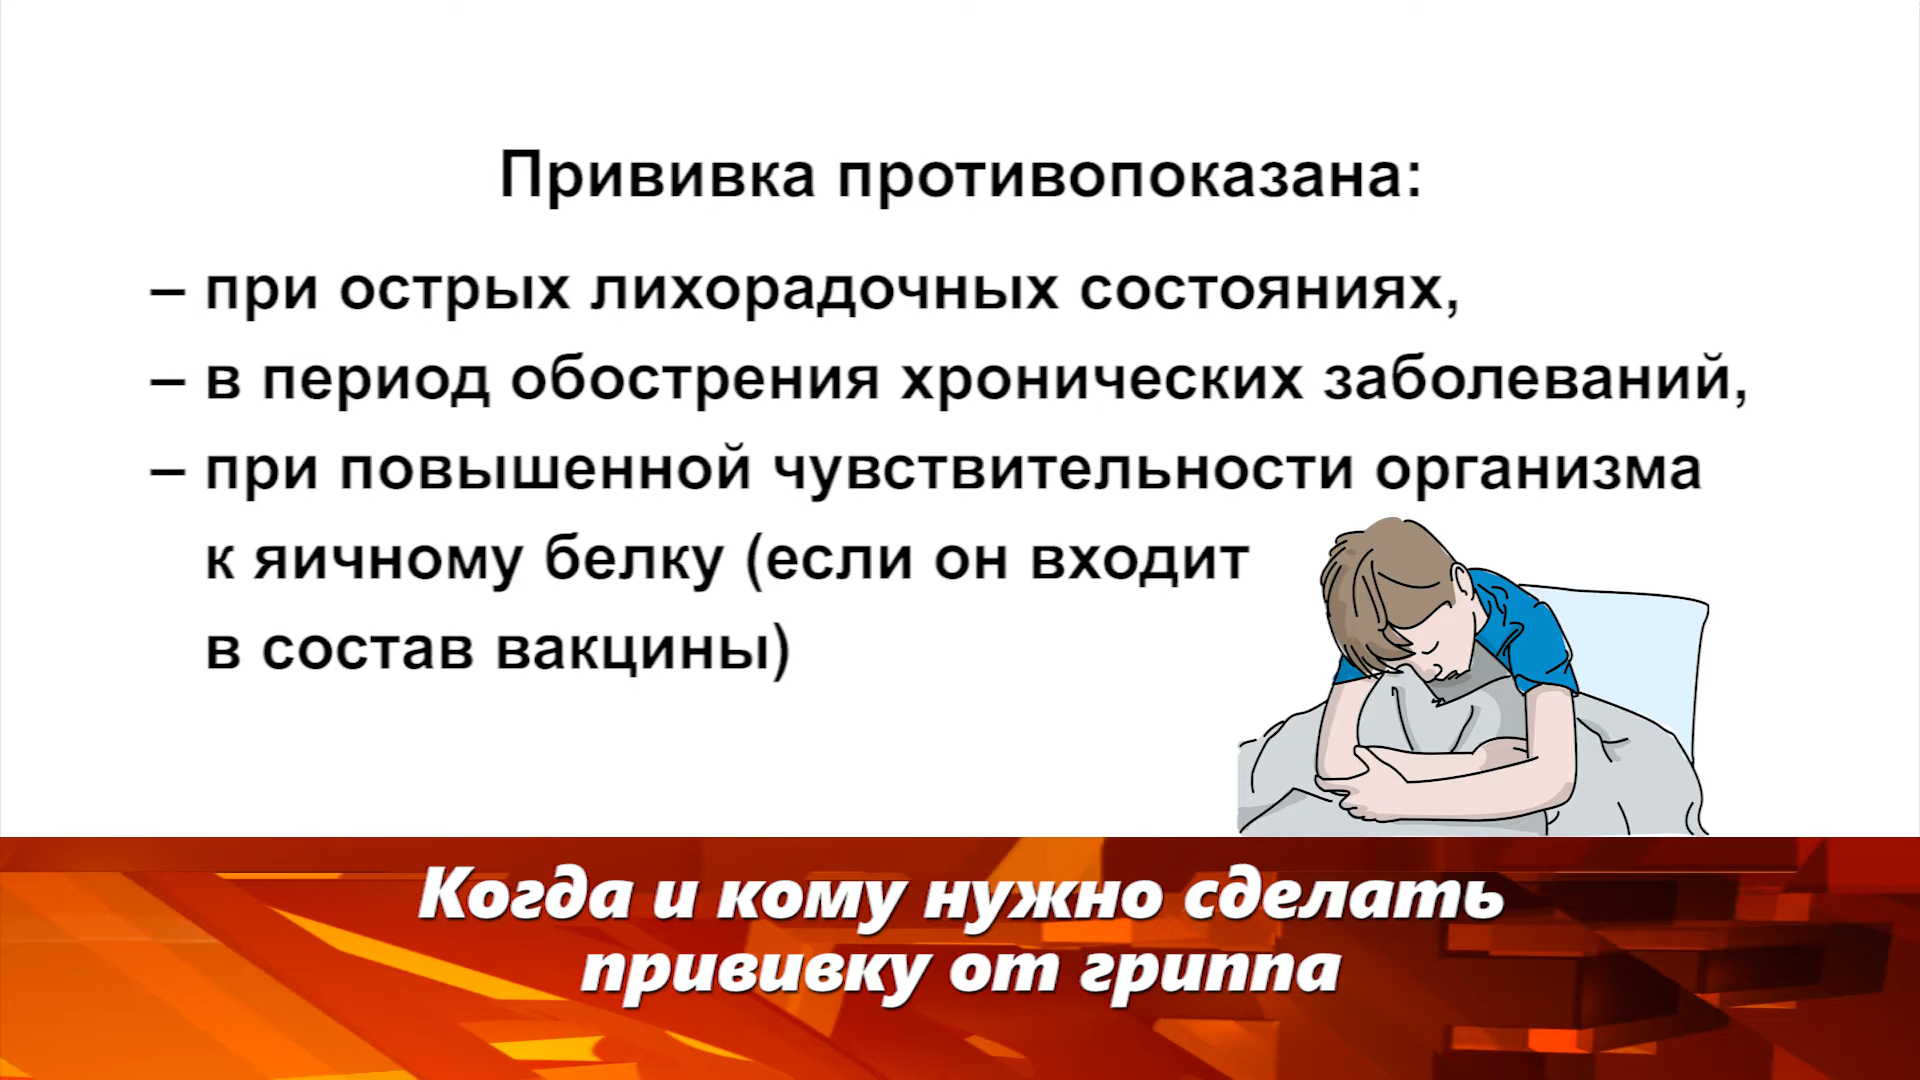 Прививка противопоказана:
– при острых лихорадочных состояниях,
– в период обострения хронических заболеваний,
– при повышенной чувствительности организма
к яичному белку (если он входит
в состав вакцины)
Когда и кому нужно сделать
прививку от гриппа